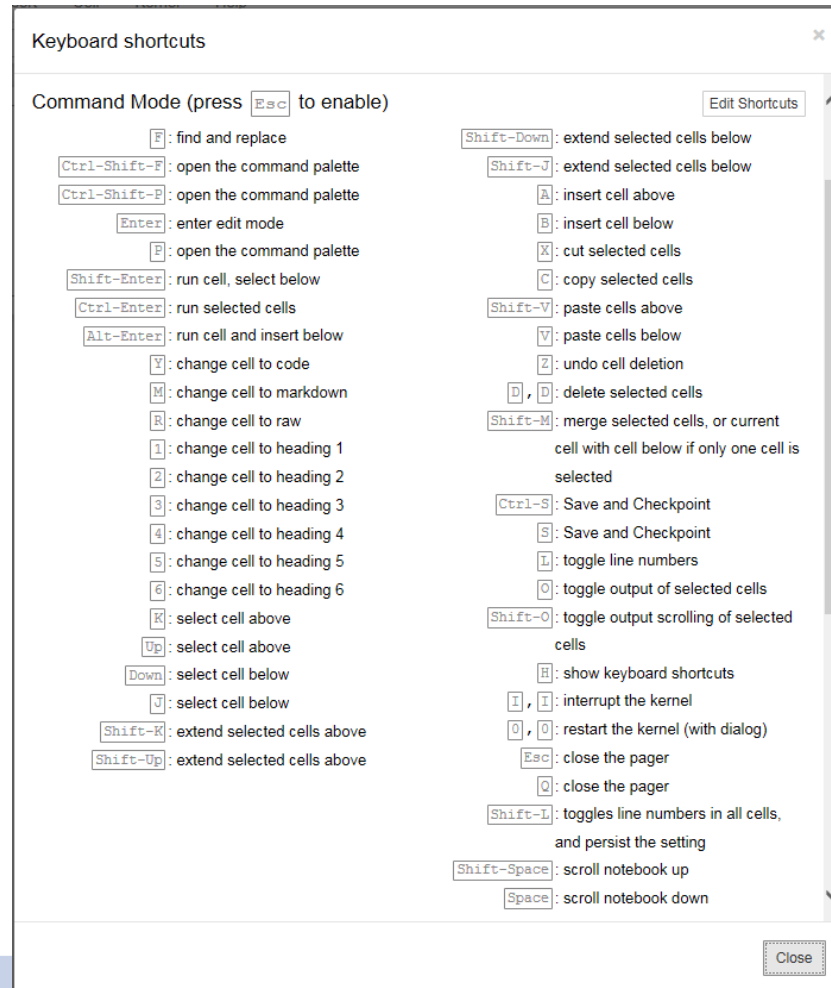 Keyboard shortcuts
×
Command Mode (press Esc to enable)
Edit Shortcuts
F : find and replace
Ctrl-Shift-F : open the command palette
Ctrl-Shift-P : open the command palette
Enter : enter edit mode
P : open the command palette
Shift-Enter : run cell, select below
Ctrl-Enter : run selected cells
Alt-Enter : run cell and insert below
Y : change cell to code
M : change cell to markdown
R : change cell to raw
1 : change cell to heading 1
2 : change cell to heading 2
3 : change cell to heading 3
4 : change cell to heading 4
5 : change cell to heading 5
6 : change cell to heading 6
K : select cell above
Up : select cell above
Down : select cell below
J : select cell below
Shift-K : extend selected cells above
Shift-Up : extend selected cells above
Shift-Down : extend selected cells below
Shift-J : extend selected cells below
A : insert cell above
B : insert cell below
X : cut selected cells
C : copy selected cells
Shift-V : paste cells above
V : paste cells below
Z : undo cell deletion
D , D : delete selected cells
Shift-M : merge selected cells, or current
cell with cell below if only one cell is
selected
Ctrl-S : Save and Checkpoint
S : Save and Checkpoint
L : toggle line numbers
O : toggle output of selected cells
Shift-O : toggle output scrolling of selected
cells
H : show keyboard shortcuts
I , I : interrupt the kernel
0 , 0 : restart the kernel (with dialog)
Esc : close the pager
Q : close the pager
Shift-L : toggles line numbers in all cells,
and persist the setting
Shift-Space : scroll notebook up
Space : scroll notebook down
Close